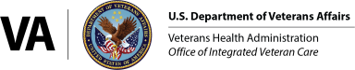 VA
U.S. Department of Veterans Affairs
Veterans Health Administration
Office of Integrated Veteran Care